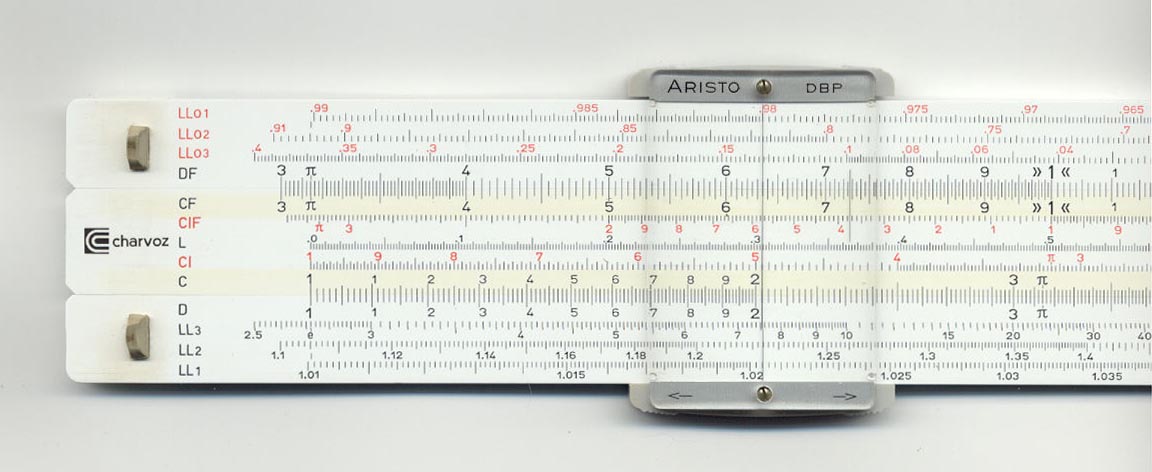 ARISTO DBP
LL01 .99 .985 .98 .975 .97 .965
LL02 .91 .9 .85 .8 .75 .7
LL03 .4 .35 .3 .25 .2 .15 .1 .08 .06 .04
DF 3 π 4 5 6 7 8 9 »1« 1
CF 3 π 4 5 6 7 8 9 »1« 1
CIF π 3 2 9 8 7 6 5 4 3 2 1 1 9
charvoz
L .0 .1 .2 .3 .4 .5
CI 1 9 8 7 6 5 4 π 3
C 1 1 2 3 4 5 6 7 8 9 2 3 π
D 1 1 2 3 4 5 6 7 8 9 2 3 π
LL3 2.5 e 3 4 5 6 7 8 9 10 15 20 30 40
LL2 1.1 1.12 1.14 1.16 1.18 1.2 1.25 1.3 1.35 1.4
LL1 1.01 1.015 1.02 1.025 1.03 1.035
← →